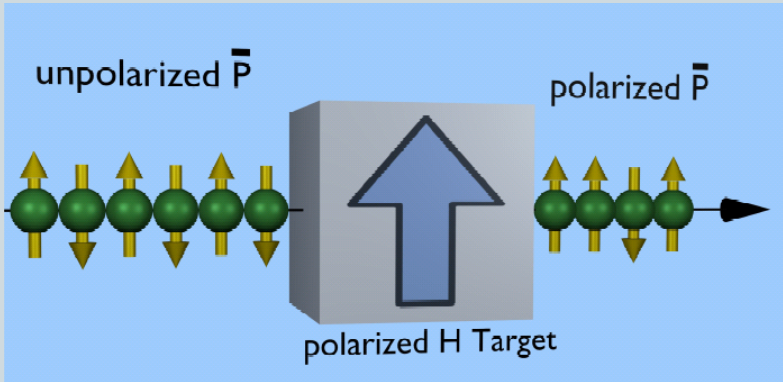 unpolarized P̄
polarized P̄
polarized H Target